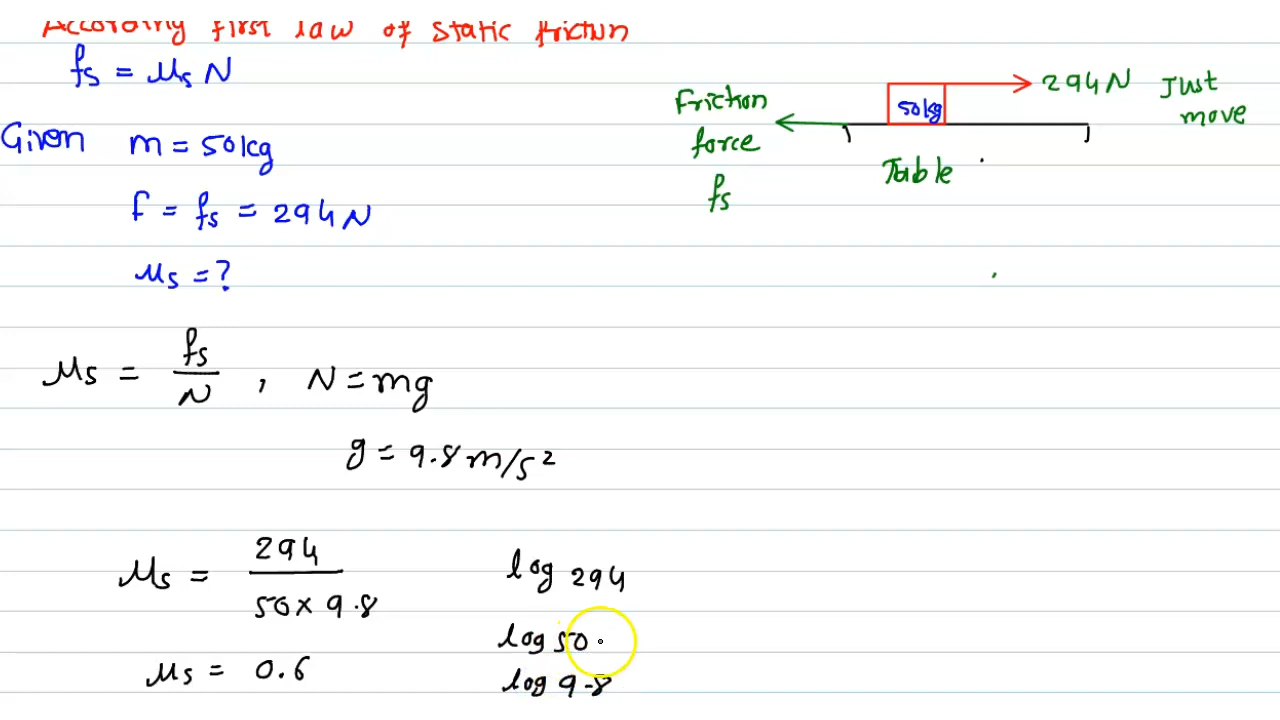 According first law of static friction
fs = μs N
Given m = 50kg
f = fs = 294 N
μs = ?
294 N Just move
50kg
Friction force fs
Table
μs = fs/N , N = mg
g = 9.8 m/s²
μs = 294/50 × 9.8
μs = 0.6
log 294
log 50
log 9.8